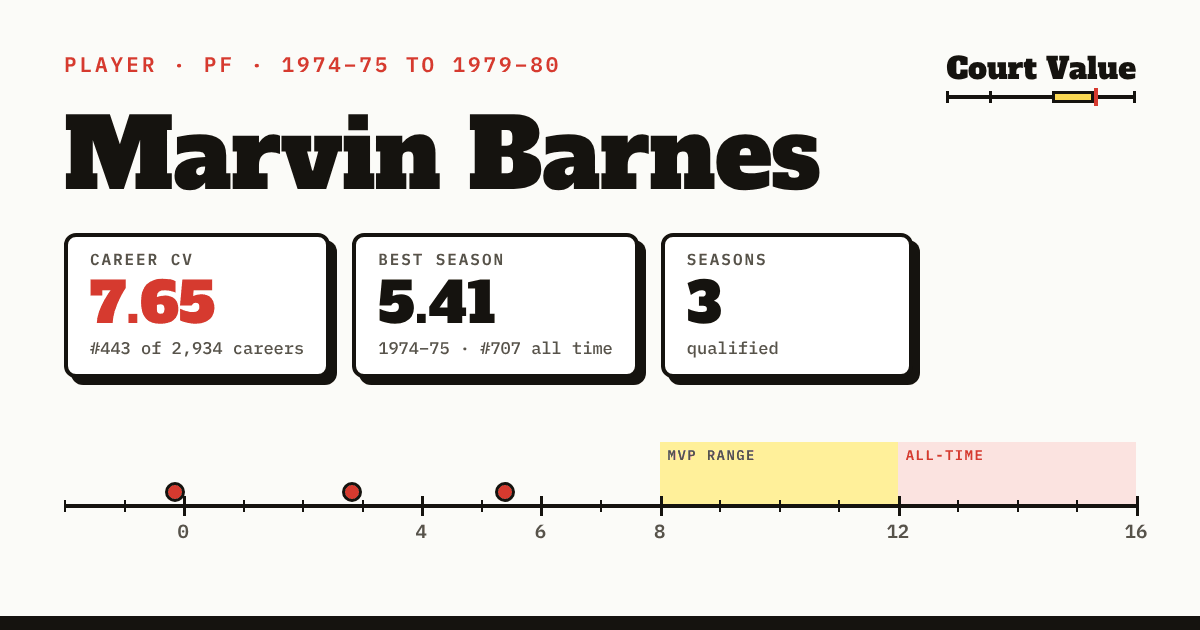 PLAYER · PF · 1974–75 TO 1979–80
Court Value
Marvin Barnes
CAREER CV
7.65
#443 of 2,934 careers
BEST SEASON
5.41
1974–75 · #707 all time
SEASONS
3
qualified
MVP RANGE
ALL-TIME
0 4 6 8 12 16